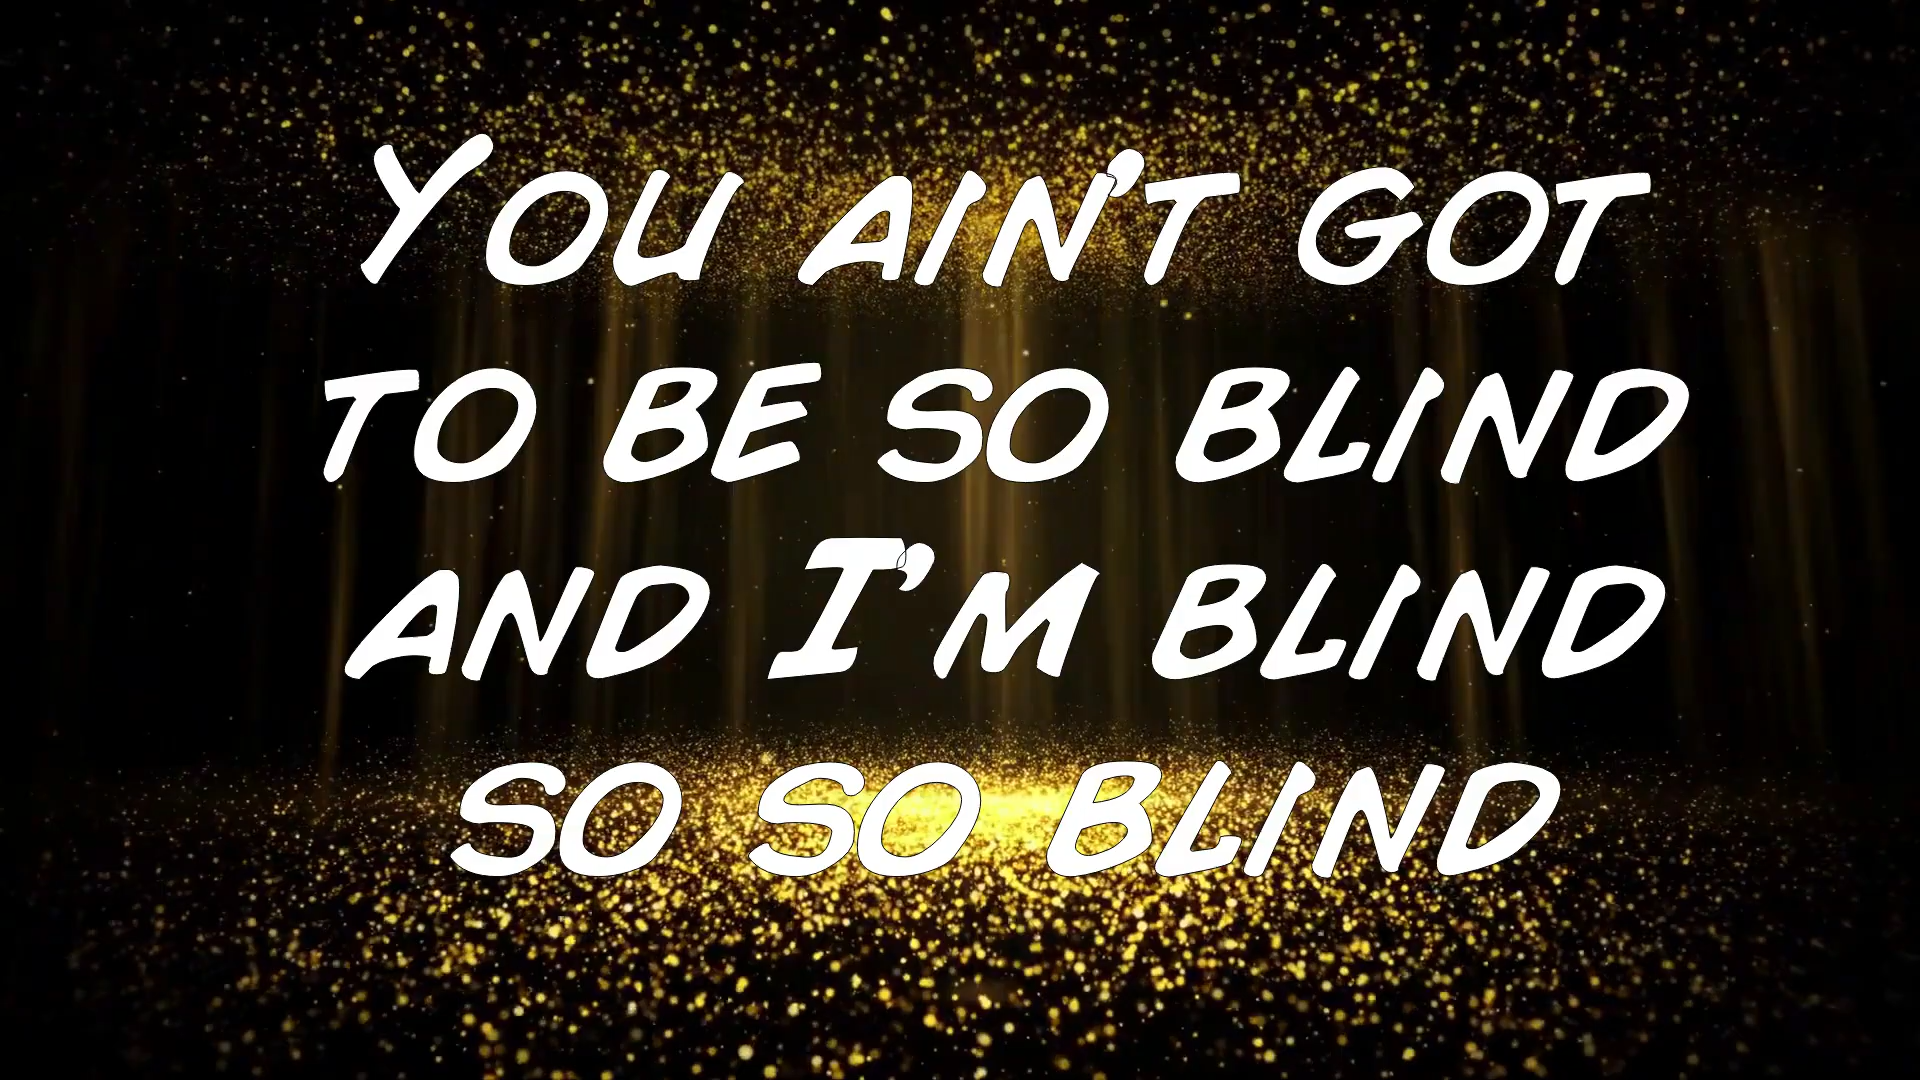 You ain't got
to be so blind
and I'm blind
so so blind